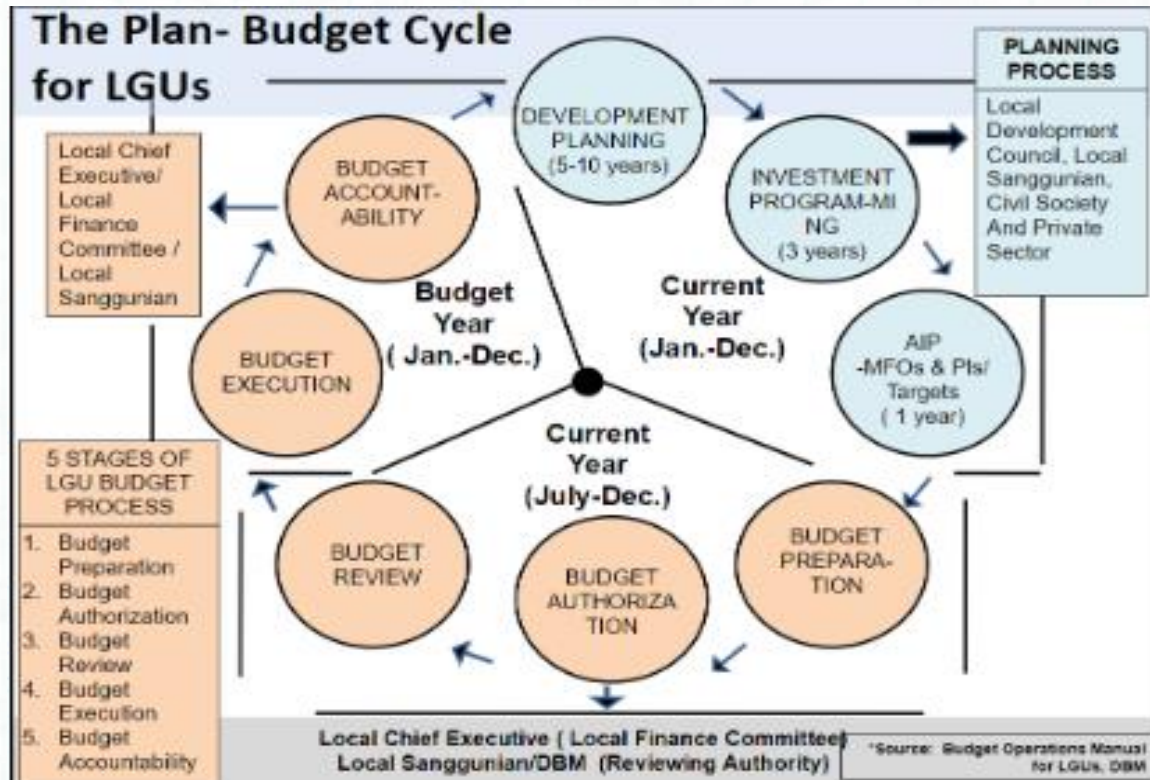 The Plan- Budget Cycle
for LGUs
PLANNING
PROCESS
Local
Development
Council, Local
Sanggunian,
Civil Society
And Private
Sector
Local Chief
Executive/
Local
Finance
Committee /
Local
Sanggunian
BUDGET
ACCOUNT-
ABILITY
DEVELOPMENT
PLANNING
(5-10 years)
INVESTMENT
PROGRAM-MI
NG
(3 years)
Budget
Year
( Jan.-Dec.)
Current
Year
(Jan.-Dec.)
BUDGET
EXECUTION
AIP
-MFOs & PIs/
Targets
( 1 year)
Current
Year
(July-Dec.)
5 STAGES OF
LGU BUDGET
PROCESS
1. Budget
Preparation
2. Budget
Authorization
3. Budget
Review
4. Budget
Execution
5. Budget
Accountability
BUDGET
REVIEW
BUDGET
AUTHORIZA
TION
BUDGET
PREPARA-
TION
Local Chief Executive ( Local Finance Committee)
Local Sanggunian/DBM (Reviewing Authority)
*Source: Budget Operations Manual
for LGUs, DBM